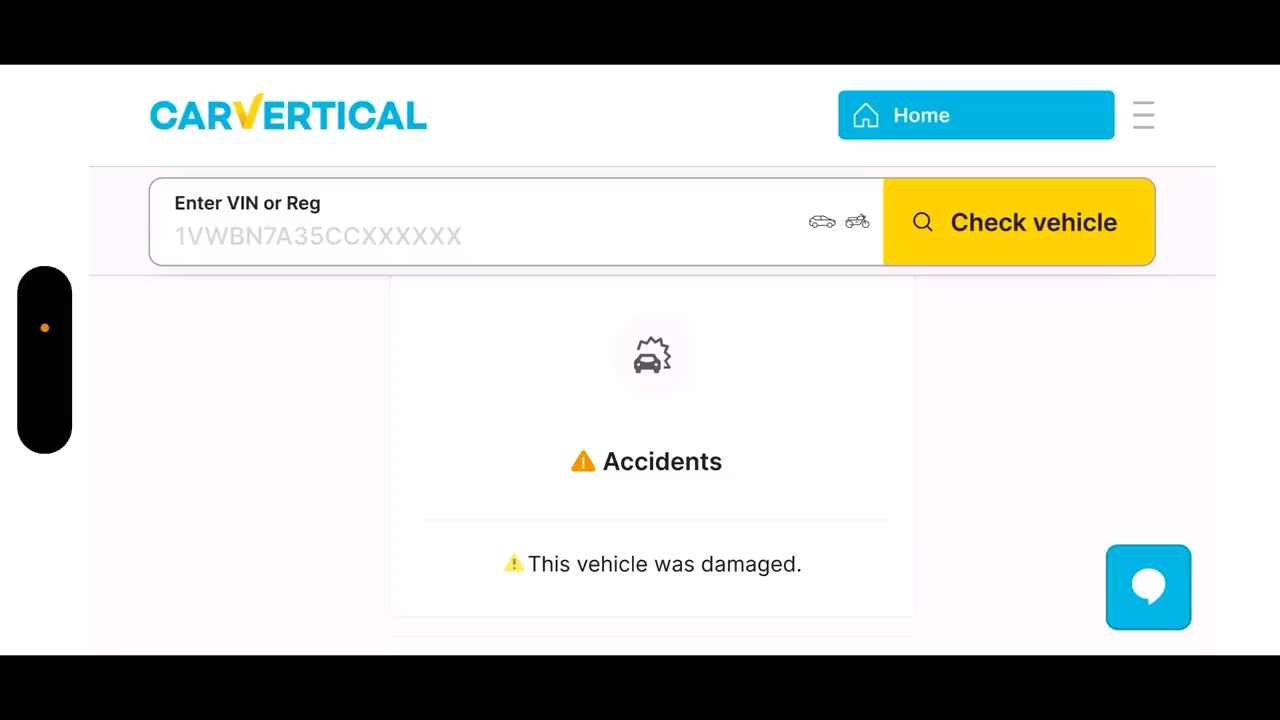 CARVERTICAL
Home
Enter VIN or Reg
1VWBN7A35CCXXXXXX
Check vehicle
Accidents
This vehicle was damaged.